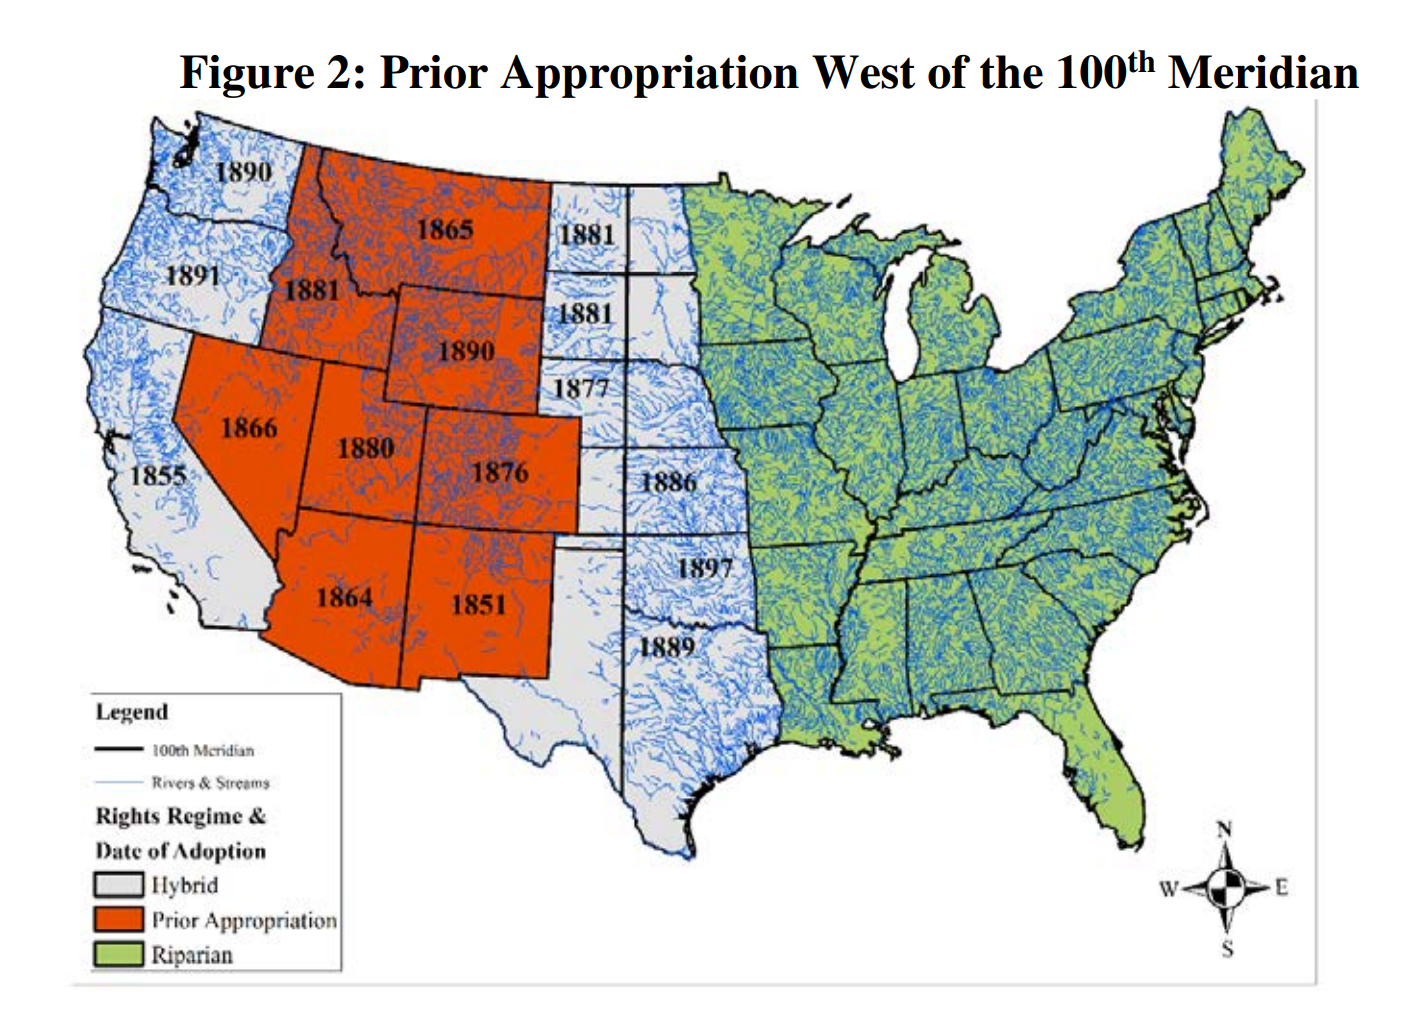 Figure 2: Prior Appropriation West of the 100th Meridian
1890
1865
1881
1891
1881
1881
1890
1877
1866
1880
1876
1855
1886
1897
1864
1851
1889
Legend
100th Meridian
Rivers & Streams
Rights Regime &
Date of Adoption
Hybrid
Prior Appropriation
Riparian
N
W
E
S